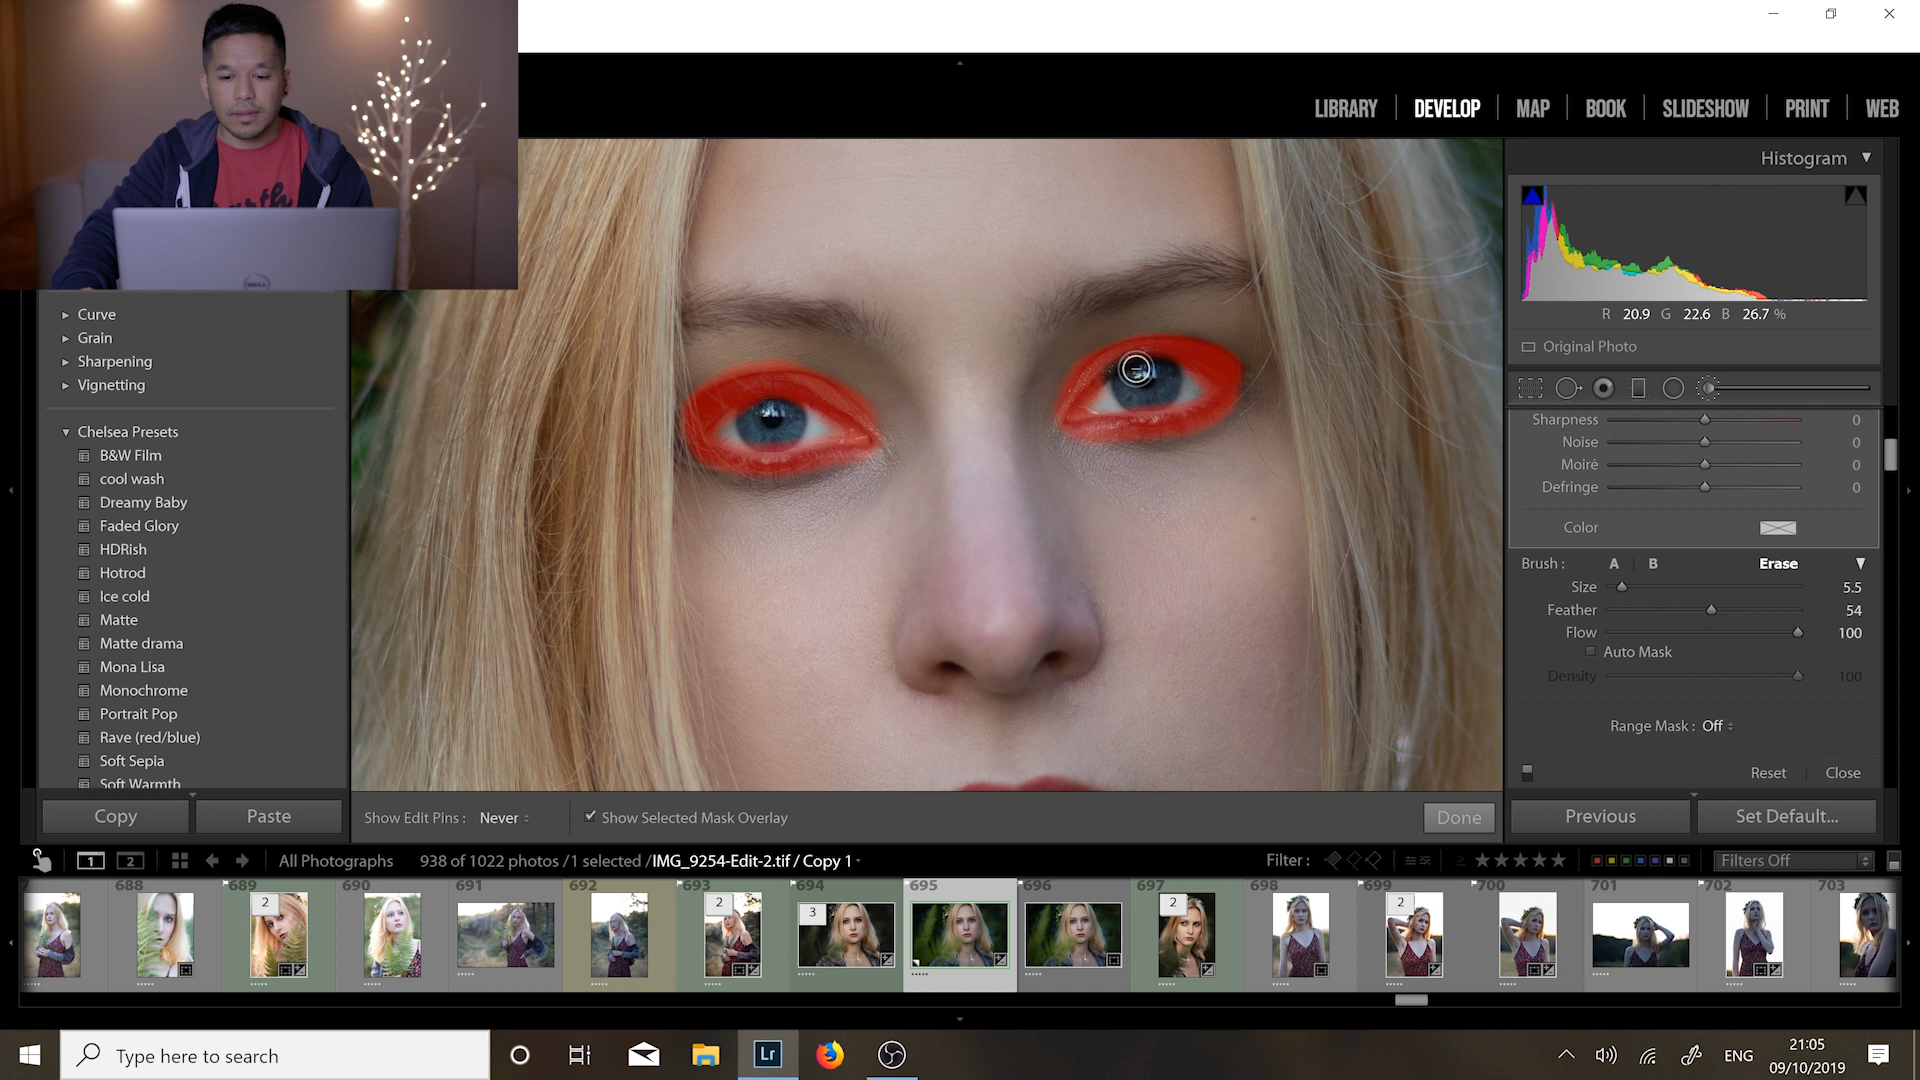 LIBRARY | DEVELOP | MAP | BOOK | SLIDESHOW | PRINT | WEB
Histogram
R 20.9 G 22.6 B 26.7 %
Original Photo
Sharpness 0
Noise 0
Moiré 0
Defringe 0
Color
Brush : A | B Erase
Size 5.5
Feather 54
Flow 100
Auto Mask
Density 100
Range Mask : Off
Reset | Close
Previous
Set Default...
Curve
Grain
Sharpening
Vignetting
Chelsea Presets
B&W Film
cool wash
Dreamy Baby
Faded Glory
HDRish
Hotrod
Ice cold
Matte
Matte drama
Mona Lisa
Monochrome
Portrait Pop
Rave (red/blue)
Soft Sepia
Soft Warmth
Copy
Paste
Show Edit Pins : Never
Show Selected Mask Overlay
Done
1 2 All Photographs 938 of 1022 photos /1 selected /IMG_9254-Edit-2.tif / Copy 1
Filter : Filters Off
7 688 689 690 691 692 693 694 695 696 697 698 699 700 701 702 703
2 2 3 2 2
Type here to search
Lr
ENG
21:05
09/10/2019